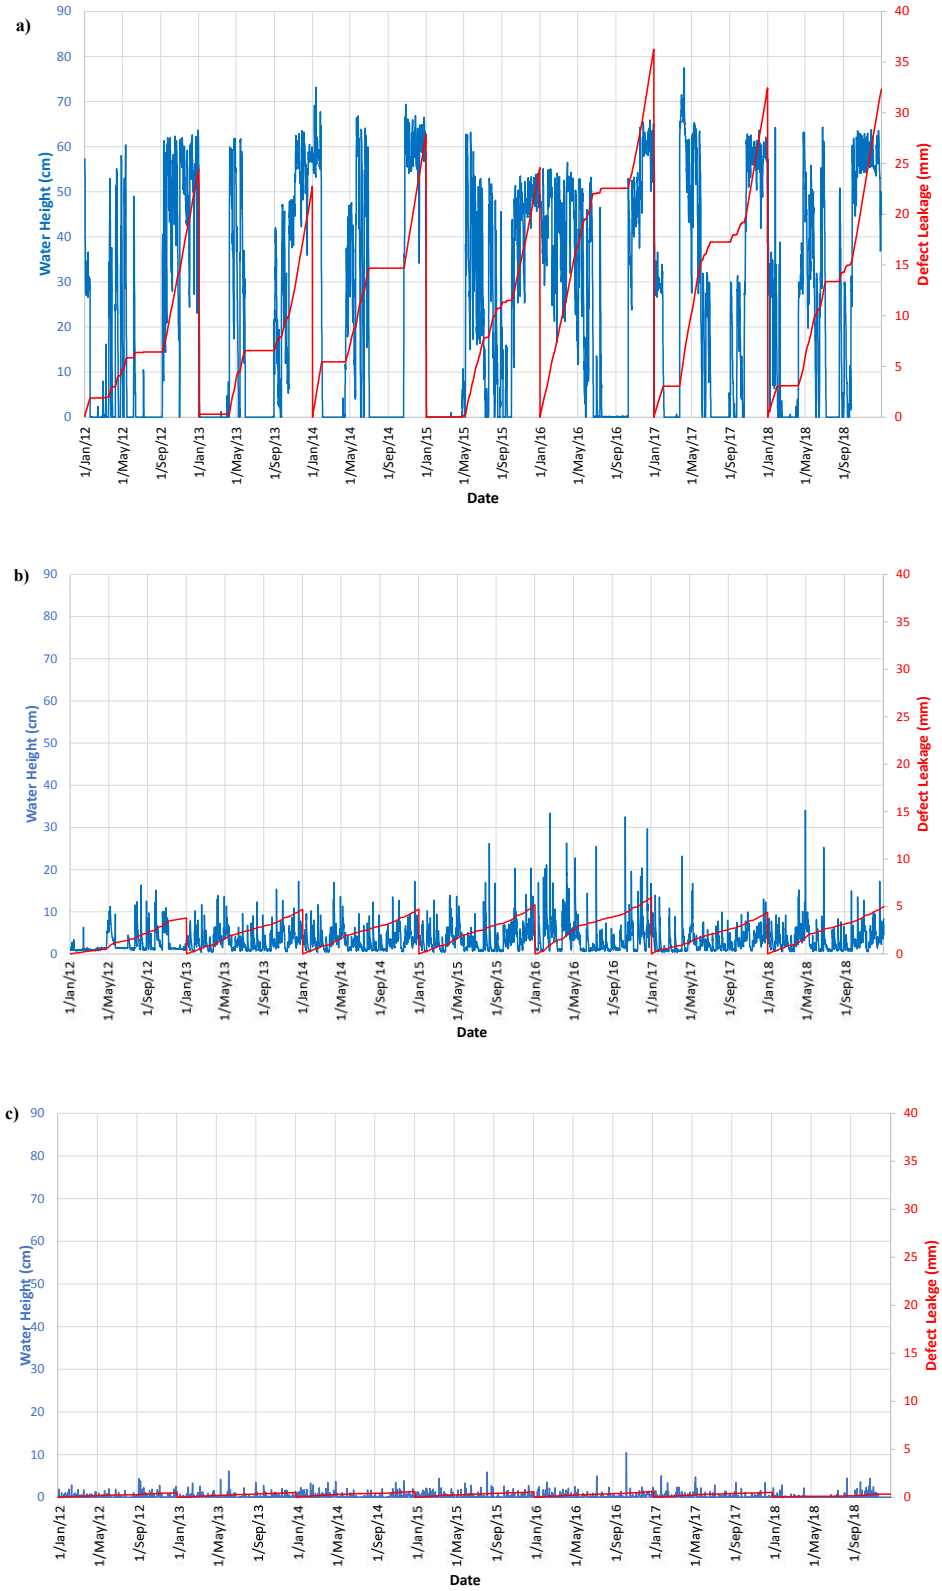 a)
90
80
70
60
50
40
30
20
10
0
Water Height (cm)
40
35
30
25
20
15
10
5
0
Defect Leakage (mm)
1/Jan/12
1/May/12
1/Sep/12
1/Jan/13
1/May/13
1/Sep/13
1/Jan/14
1/May/14
1/Sep/14
1/Jan/15
1/May/15
1/Sep/15
1/Jan/16
1/May/16
1/Sep/16
1/Jan/17
1/May/17
1/Sep/17
1/Jan/18
1/May/18
1/Sep/18
Date
b)
90
80
70
60
50
40
30
20
10
0
Water Height (cm)
40
35
30
25
20
15
10
5
0
Defect Leakage (mm)
1/Jan/12
1/May/12
1/Sep/12
1/Jan/13
1/May/13
1/Sep/13
1/Jan/14
1/May/14
1/Sep/14
1/Jan/15
1/May/15
1/Sep/15
1/Jan/16
1/May/16
1/Sep/16
1/Jan/17
1/May/17
1/Sep/17
1/Jan/18
1/May/18
1/Sep/18
Date
c)
90
80
70
60
50
40
30
20
10
0
Water Height (cm)
40
35
30
25
20
15
10
5
0
Defect Leakge (mm)
1/Jan/12
1/May/12
1/Sep/12
1/Jan/13
1/May/13
1/Sep/13
1/Jan/14
1/May/14
1/Sep/14
1/Jan/15
1/May/15
1/Sep/15
1/Jan/16
1/May/16
1/Sep/16
1/Jan/17
1/May/17
1/Sep/17
1/Jan/18
1/May/18
1/Sep/18
Date